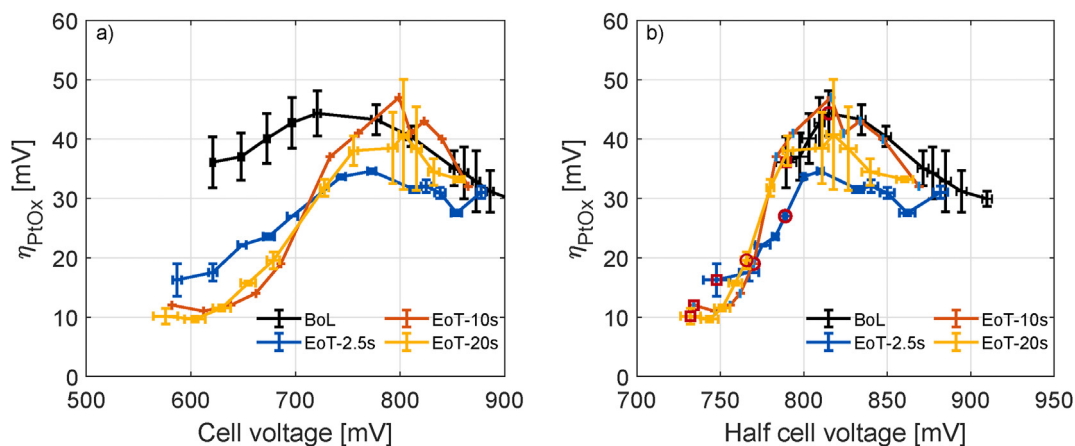 a)
60
50
40
30
20
10
0
η_PtOx [mV]
500
600
700
800
900
Cell voltage [mV]
BoL
EoT-10s
EoT-2.5s
EoT-20s
b)
60
50
40
30
20
10
0
η_PtOx [mV]
700
750
800
850
900
950
Half cell voltage [mV]
BoL
EoT-10s
EoT-2.5s
EoT-20s